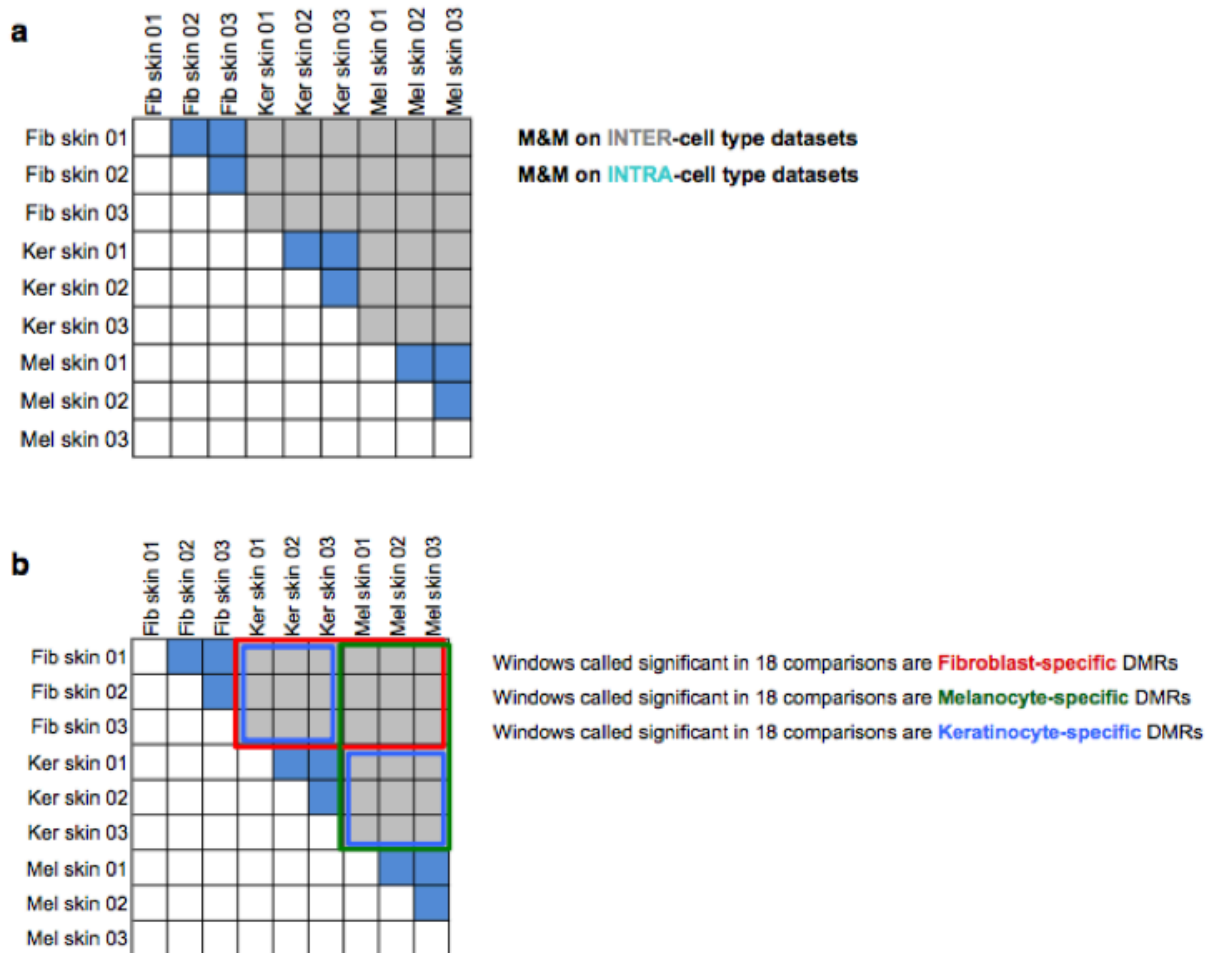 a
Fib skin 01
Fib skin 02
Fib skin 03
Ker skin 01
Ker skin 02
Ker skin 03
Mel skin 01
Mel skin 02
Mel skin 03
Fib skin 01
Fib skin 02
Fib skin 03
Ker skin 01
Ker skin 02
Ker skin 03
Mel skin 01
Mel skin 02
Mel skin 03
M&M on INTER-cell type datasets
M&M on INTRA-cell type datasets
b
Fib skin 01
Fib skin 02
Fib skin 03
Ker skin 01
Ker skin 02
Ker skin 03
Mel skin 01
Mel skin 02
Mel skin 03
Fib skin 01
Fib skin 02
Fib skin 03
Ker skin 01
Ker skin 02
Ker skin 03
Mel skin 01
Mel skin 02
Mel skin 03
Windows called significant in 18 comparisons are Fibroblast-specific DMRs
Windows called significant in 18 comparisons are Melanocyte-specific DMRs
Windows called significant in 18 comparisons are Keratinocyte-specific DMRs